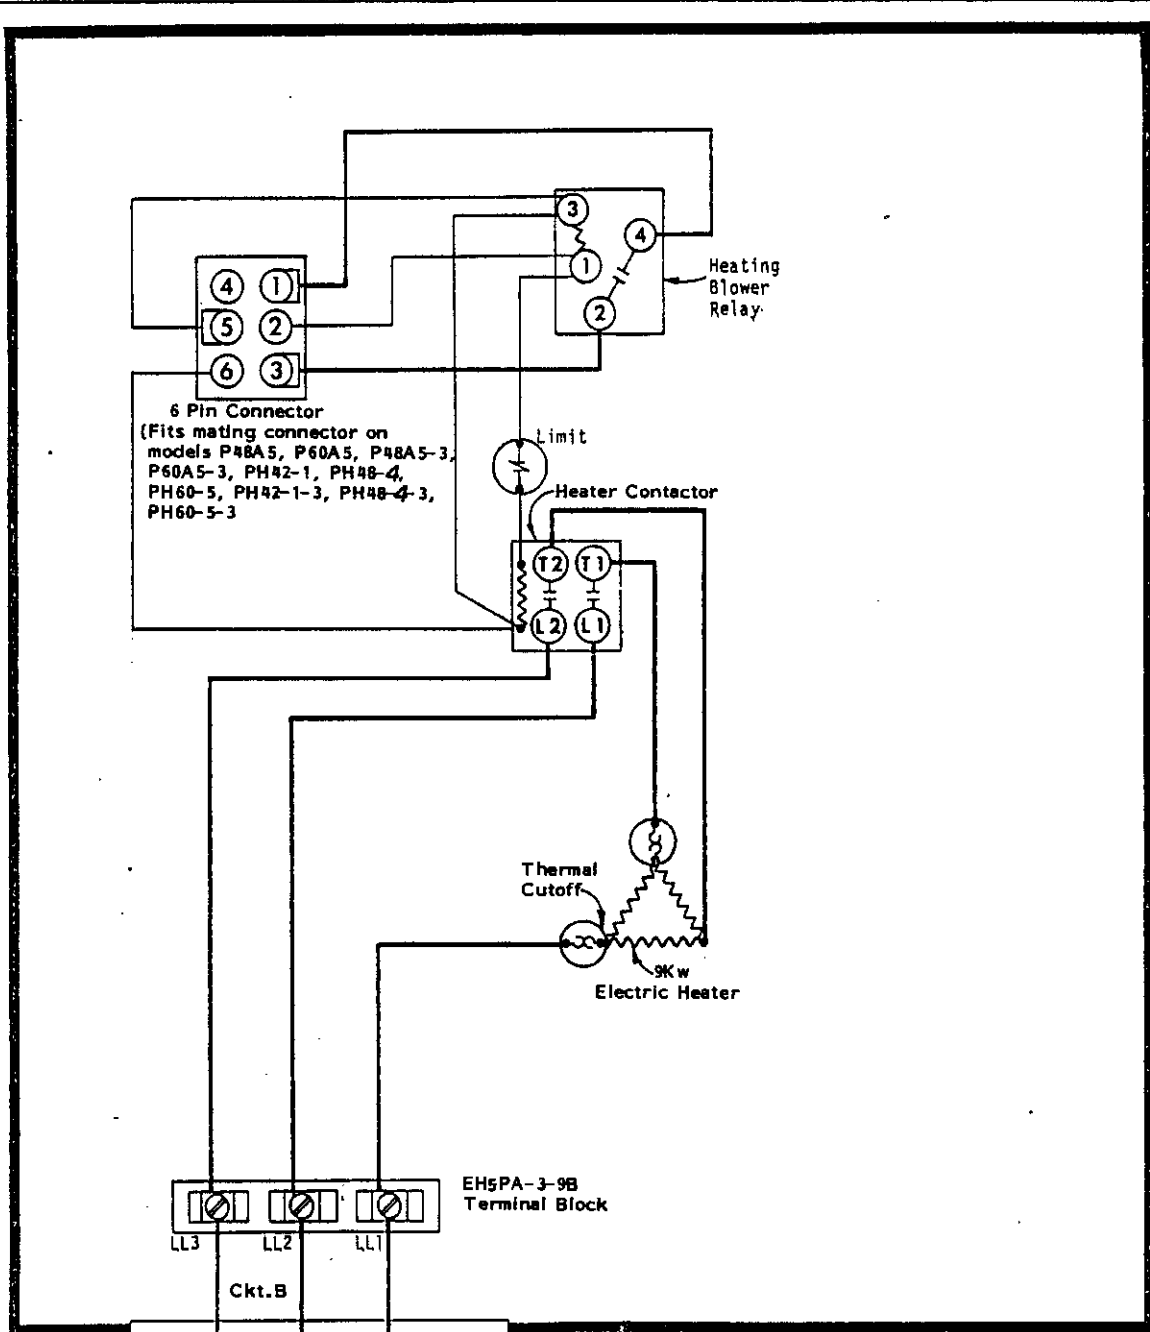 3
4
1
2
Heating
Blower
Relay
4 1
5 2
6 3
6 Pin Connector
(Fits mating connector on
models P48A5, P60A5, P48A5-3,
P60A5-3, PH42-1, PH48-4,
PH60-5, PH42-1-3, PH48-4-3,
PH60-5-3
Limit
Heater Contactor
T2 T1
L2 L1
Thermal
Cutoff
9Kw
Electric Heater
EH5PA-3-9B
Terminal Block
LL3 LL2 LL1
Ckt.B